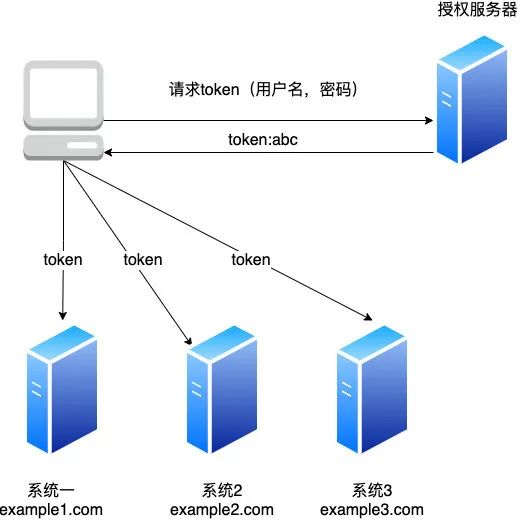 授权服务器
请求token（用户名，密码）
token:abc
token
token
token
系统一
example1.com
系统2
example2.com
系统3
example3.com